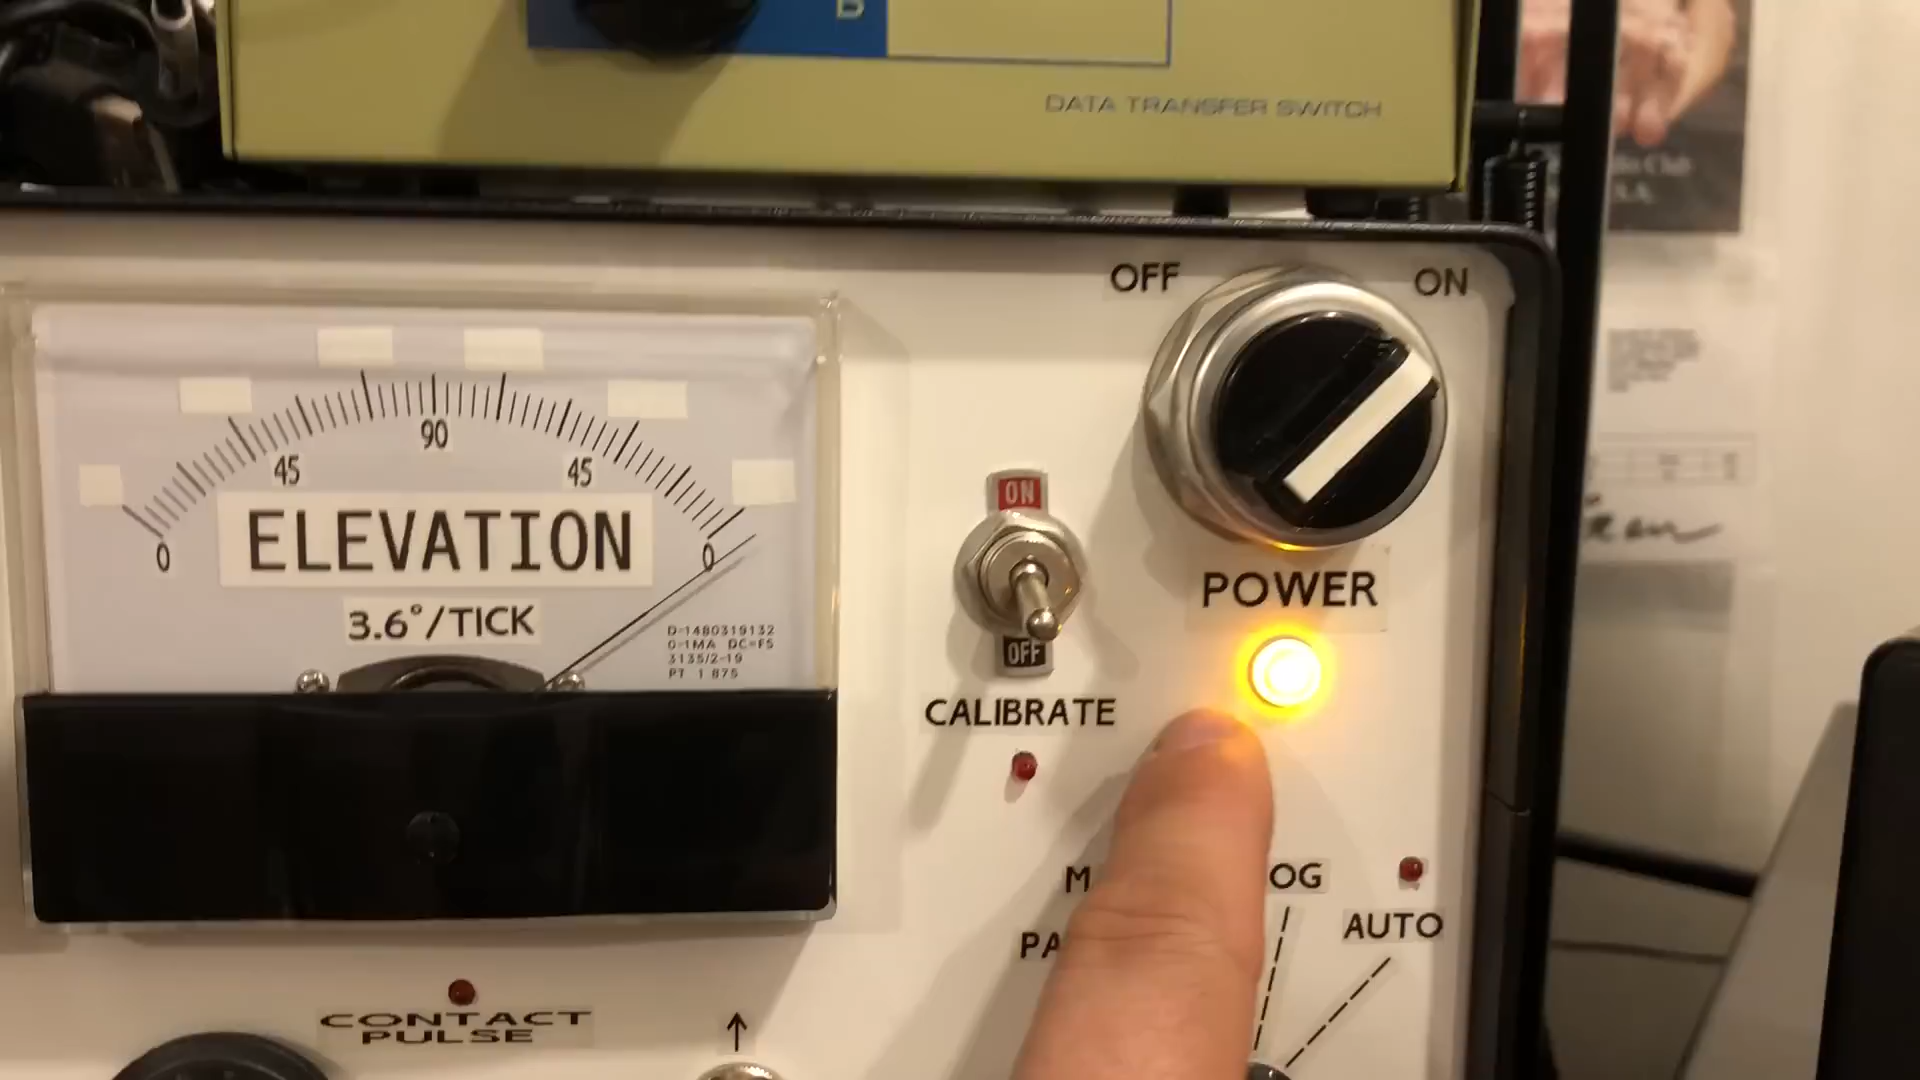 B
DATA TRANSFER SWITCH
OFF
ON
90
45
45
ON
0
ELEVATION
0
3.6°/TICK
D-1480319132
0-1MA DC=FS
3135/2-19
PT 1 875
OFF
POWER
CALIBRATE
M
OG
PA
AUTO
CONTACT
PULSE